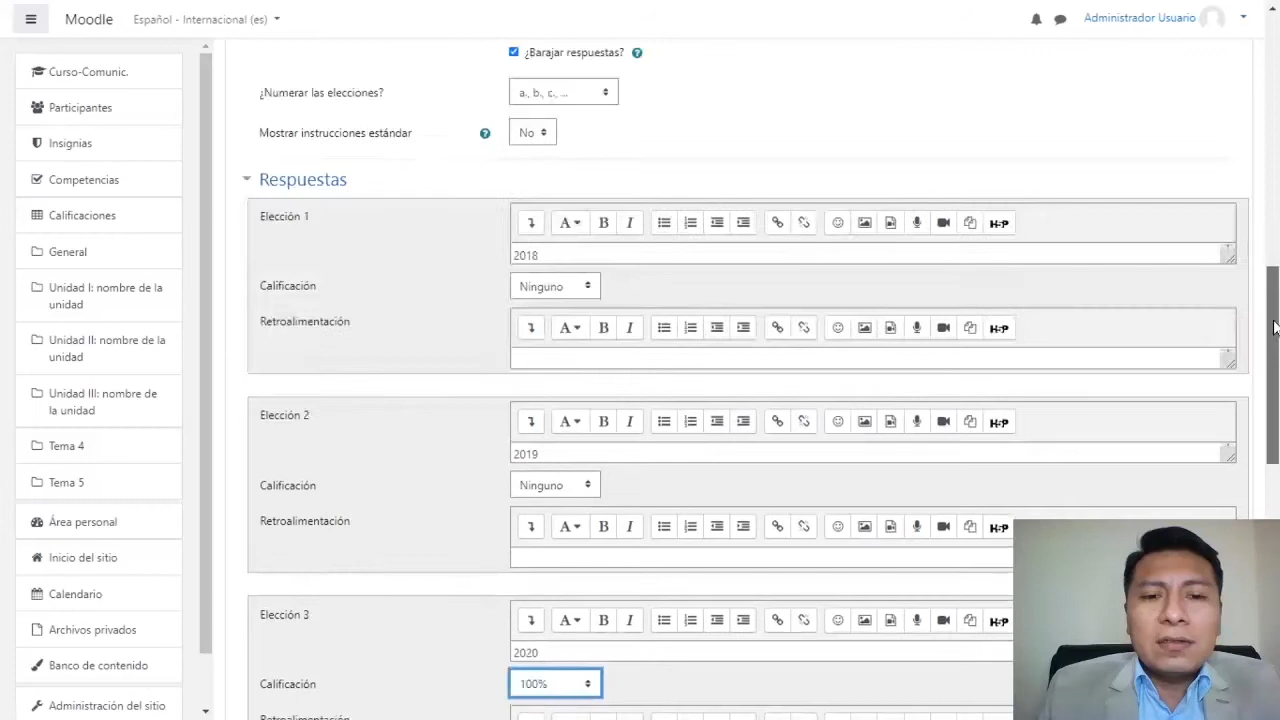 Moodle Español - Internacional (es) Administrador Usuario
Curso-Comunic.
Participantes
Insignias
Competencias
Calificaciones
General
Unidad I: nombre de la
unidad
Unidad II: nombre de la
unidad
Unidad III: nombre de
la unidad
Tema 4
Tema 5
Área personal
Inicio del sitio
Calendario
Archivos privados
Banco de contenido
Administración del sitio
¿Barajar respuestas?
¿Numerar las elecciones? a., b., c., ...
Mostrar instrucciones estándar No
Respuestas
Elección 1
A B I H-P
2018
Calificación Ninguno
Retroalimentación
A B I H-P
Elección 2
A B I H-P
2019
Calificación Ninguno
Retroalimentación
A B I H-P
Elección 3
A B I H-P
2020
Calificación 100%
Retroalimentación